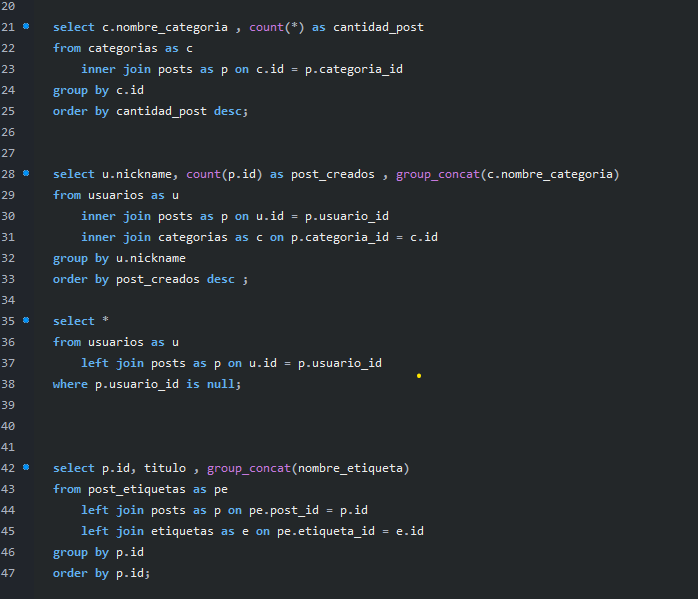 20
21 select c.nombre_categoria , count(*) as cantidad_post
22 from categorias as c
23 inner join posts as p on c.id = p.categoria_id
24 group by c.id
25 order by cantidad_post desc;
26
27
28 select u.nickname, count(p.id) as post_creados , group_concat(c.nombre_categoria)
29 from usuarios as u
30 inner join posts as p on u.id = p.usuario_id
31 inner join categorias as c on p.categoria_id = c.id
32 group by u.nickname
33 order by post_creados desc ;
34
35 select *
36 from usuarios as u
37 left join posts as p on u.id = p.usuario_id
38 where p.usuario_id is null;
39
40
41
42 select p.id, titulo , group_concat(nombre_etiqueta)
43 from post_etiquetas as pe
44 left join posts as p on pe.post_id = p.id
45 left join etiquetas as e on pe.etiqueta_id = e.id
46 group by p.id
47 order by p.id;